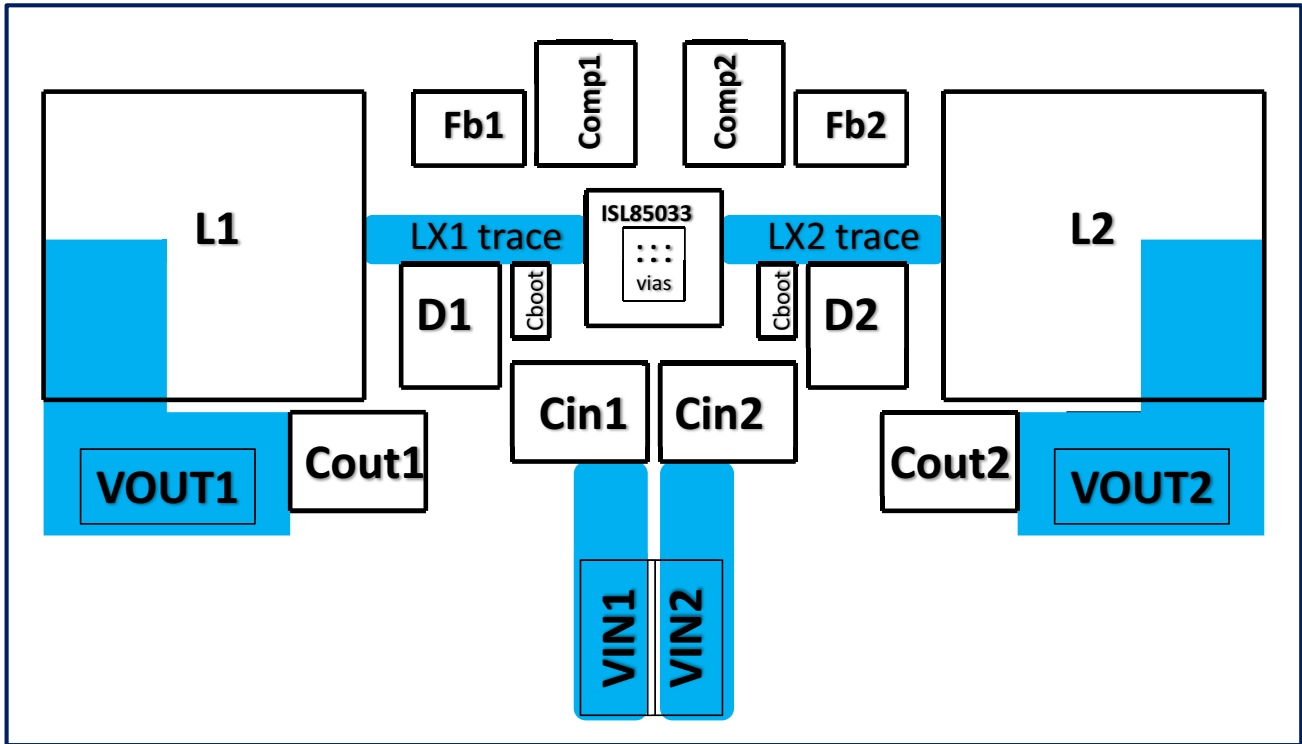 Comp1
Comp2
Fb1
Fb2
L1
LX1 trace
ISL85033
vias
LX2 trace
L2
D1
Cboot
Cboot
D2
Cin1
Cin2
VOUT1
Cout1
Cout2
VOUT2
VIN1
VIN2